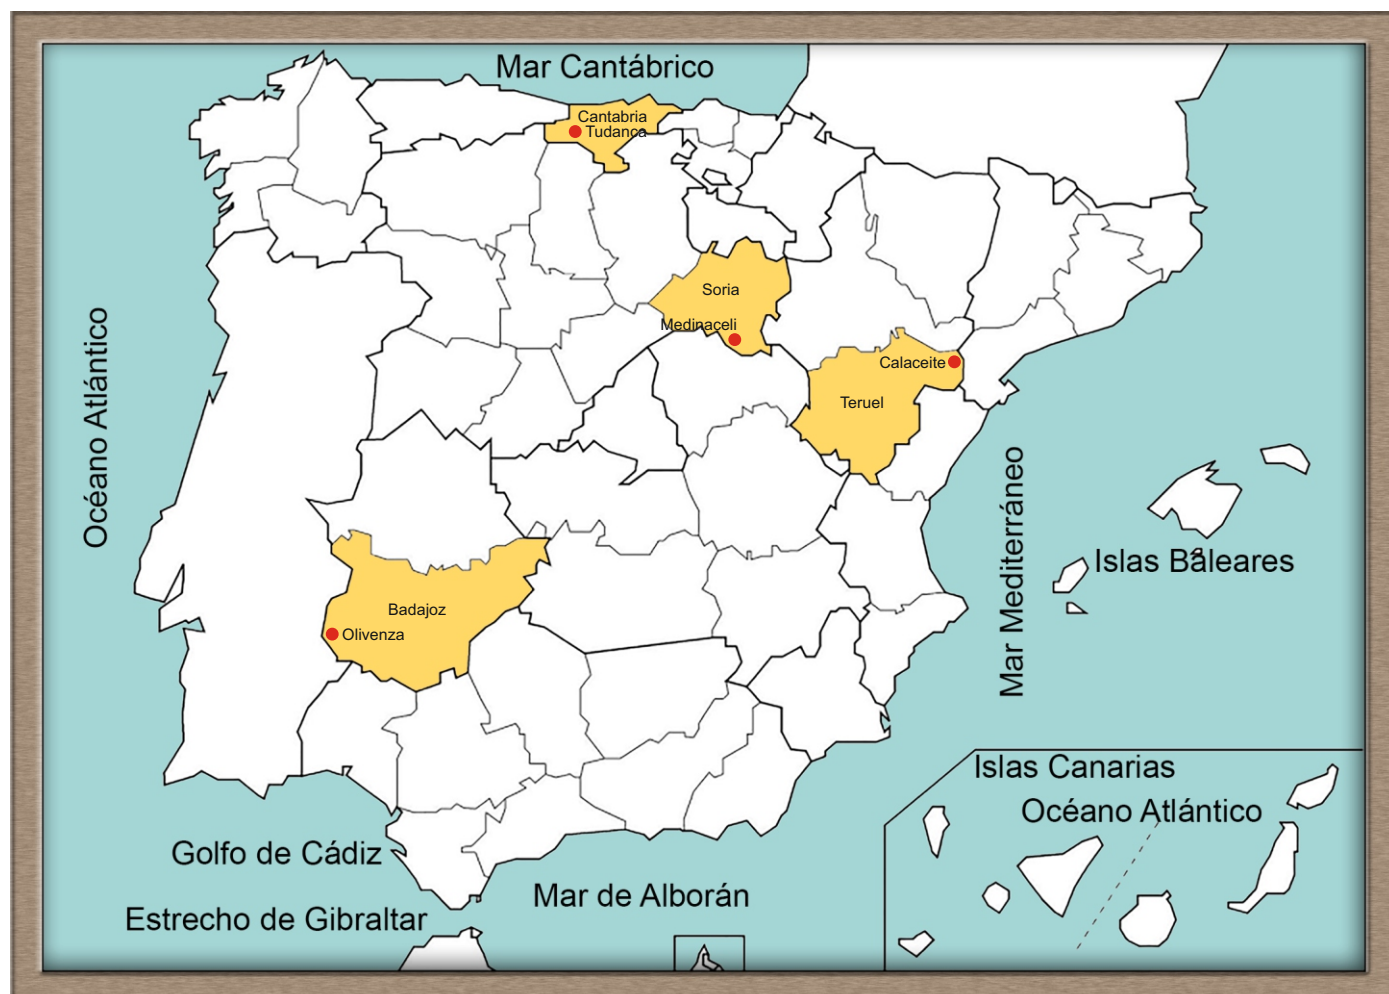 Mar Cantábrico
Cantabria
Tudanca
Soria
Medinaceli
Calaceite
Teruel
Océano Atlántico
Mar Mediterráneo
Islas Baleares
Badajoz
Olivenza
Islas Canarias
Océano Atlántico
Golfo de Cádiz
Mar de Alborán
Estrecho de Gibraltar